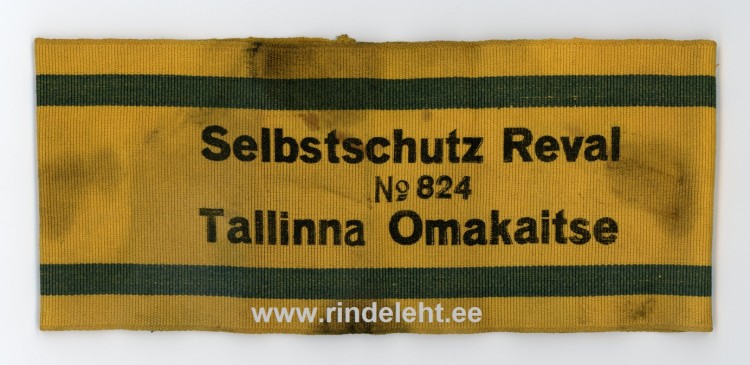 Selbstschutz Reval
№ 824
Tallinna Omakaitse
www.rindeleht.ee